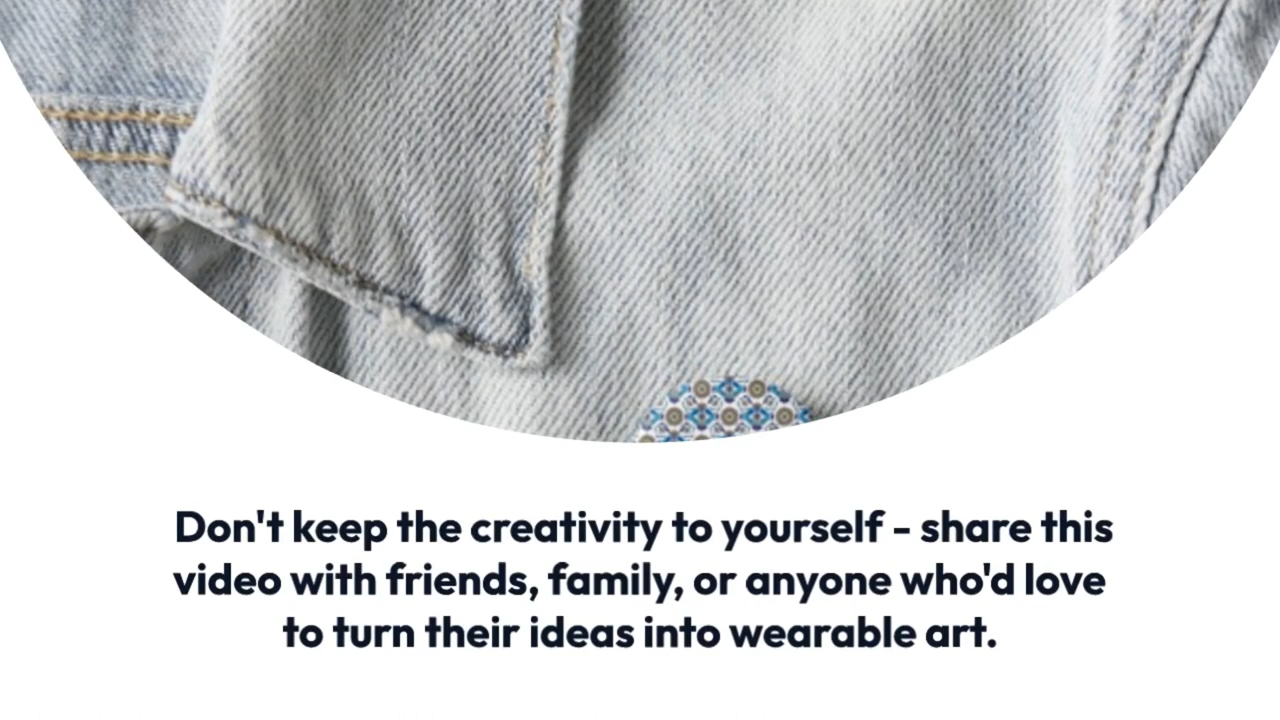 Don't keep the creativity to yourself - share this
video with friends, family, or anyone who'd love
to turn their ideas into wearable art.